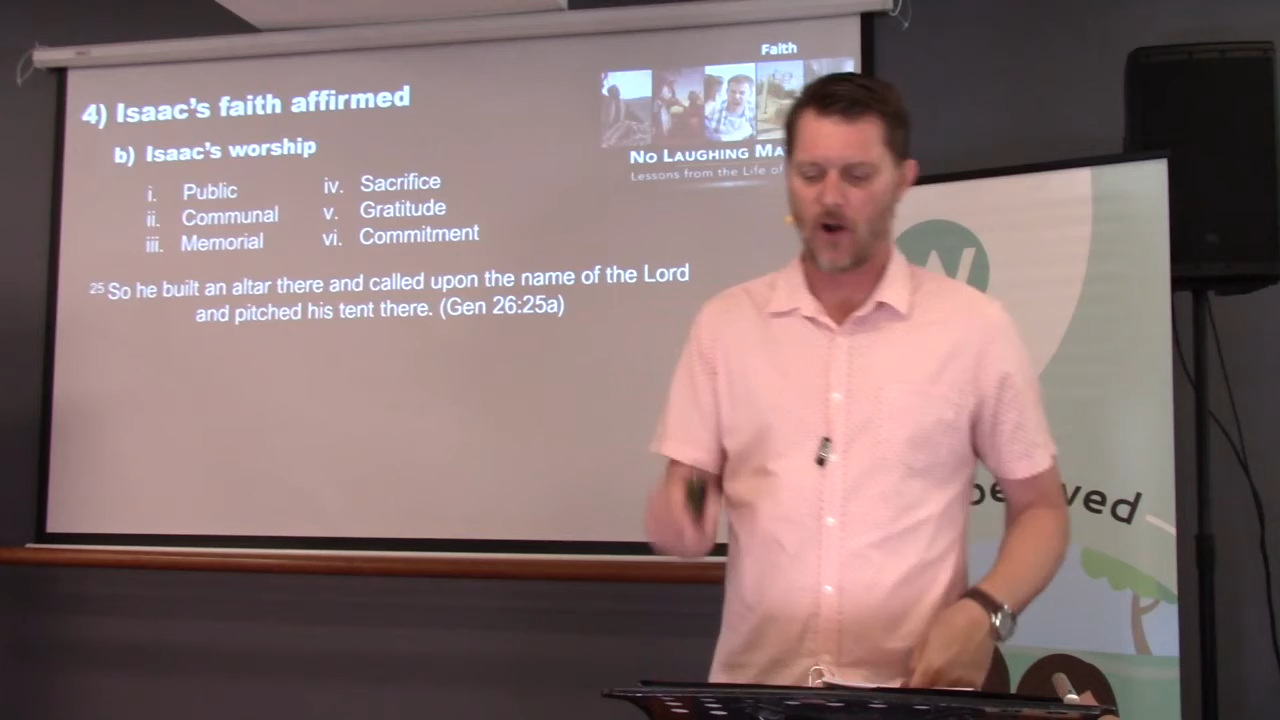 Faith
4) Isaac's faith affirmed
b) Isaac's worship
NO LAUGHING
Lessons from the Life of
i. Public iv. Sacrifice
ii. Communal v. Gratitude
iii. Memorial vi. Commitment
25 So he built an altar there and called upon the name of the Lord
and pitched his tent there. (Gen 26:25a)
W